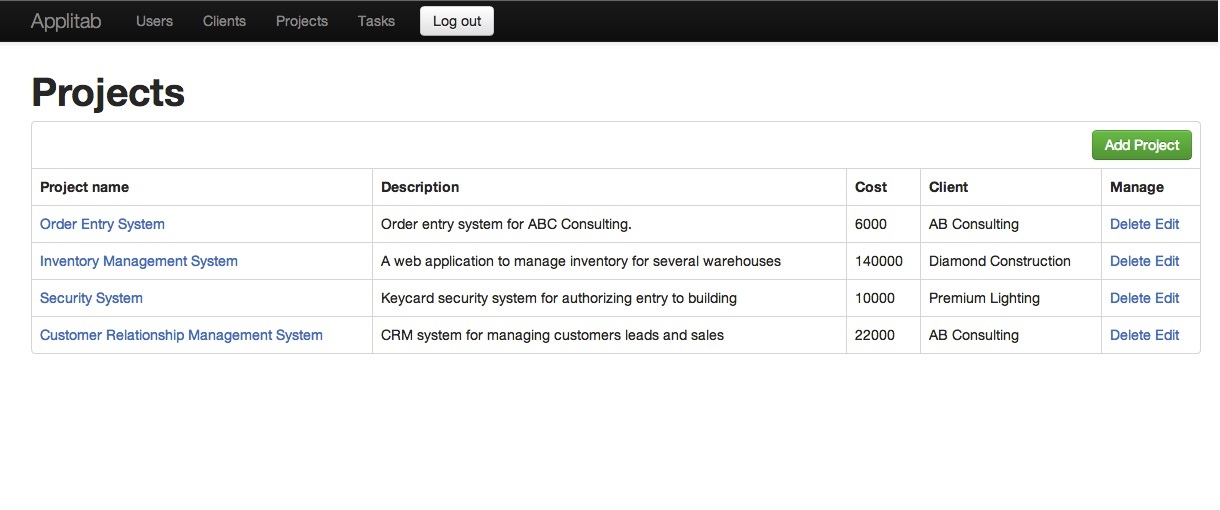 Applitab Users Clients Projects Tasks Log out
Projects
Add Project
Project name Description Cost Client Manage
Order Entry System Order entry system for ABC Consulting. 6000 AB Consulting Delete Edit
Inventory Management System A web application to manage inventory for several warehouses 140000 Diamond Construction Delete Edit
Security System Keycard security system for authorizing entry to building 10000 Premium Lighting Delete Edit
Customer Relationship Management System CRM system for managing customers leads and sales 22000 AB Consulting Delete Edit